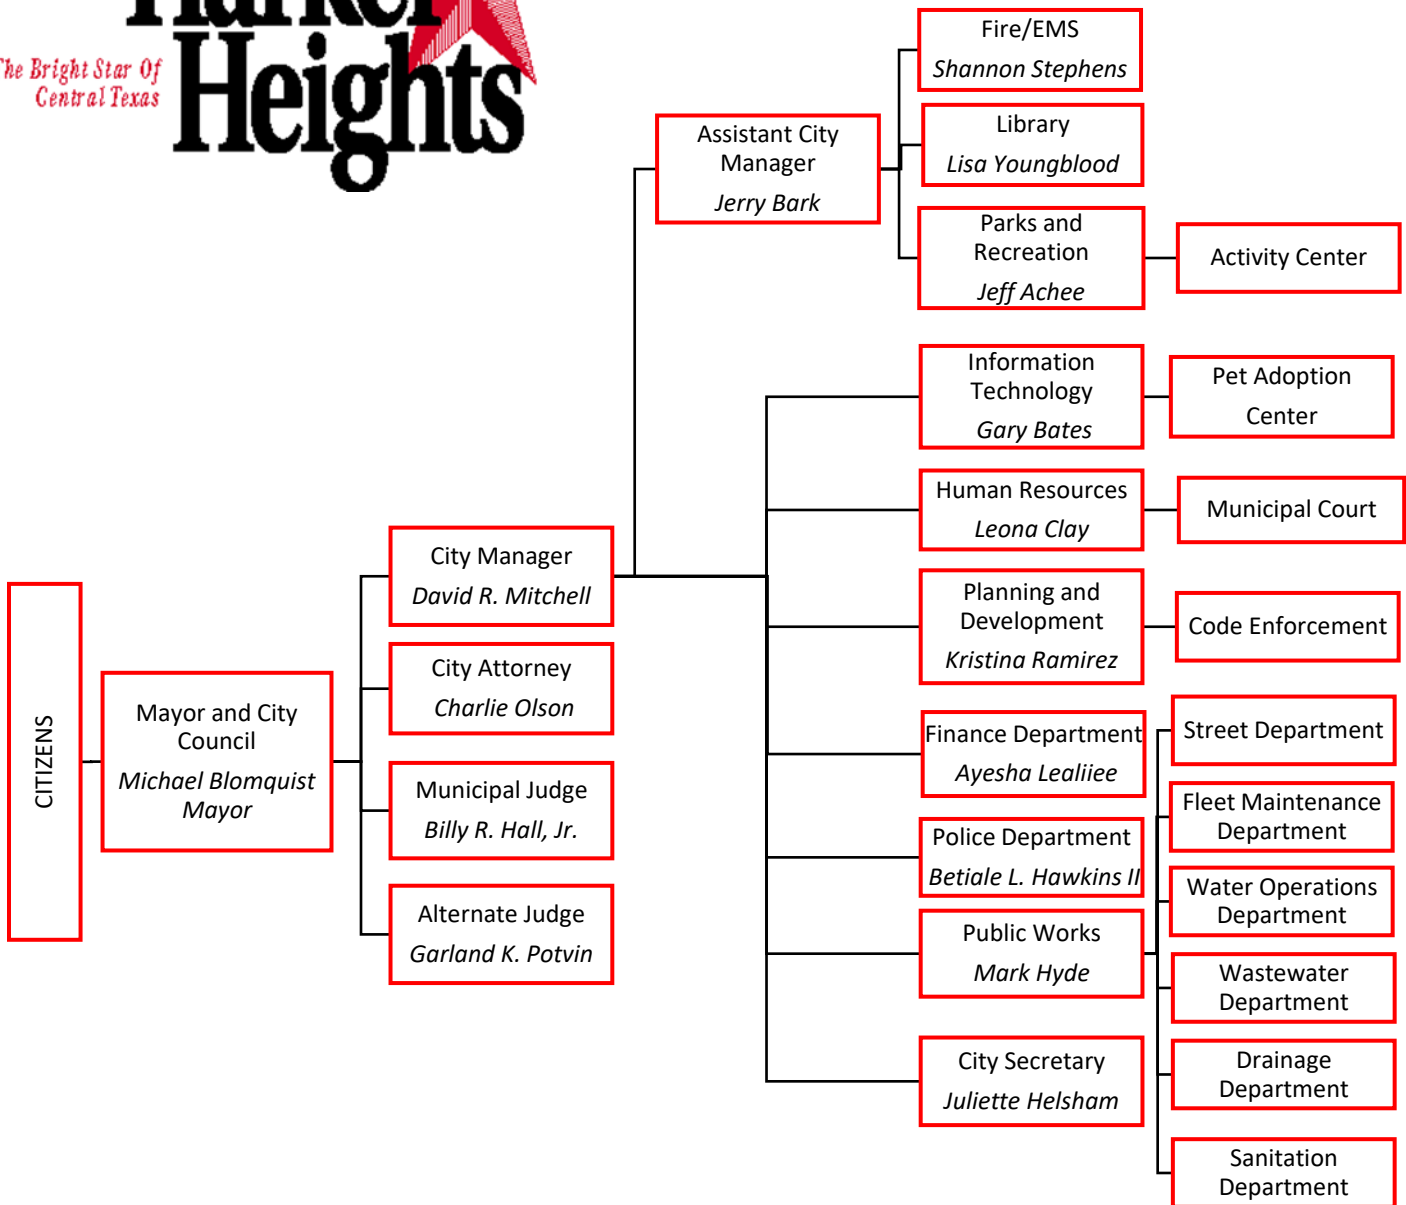 Harker
Heights
The Bright Star Of
Central Texas
Fire/EMS
Shannon Stephens
Assistant City
Manager
Jerry Bark
Library
Lisa Youngblood
Parks and
Recreation
Jeff Achee
Activity Center
Information
Technology
Gary Bates
Pet Adoption
Center
Human Resources
Leona Clay
Municipal Court
City Manager
David R. Mitchell
Planning and
Development
Kristina Ramirez
Code Enforcement
CITIZENS
Mayor and City
Council
Michael Blomquist
Mayor
City Attorney
Charlie Olson
Municipal Judge
Billy R. Hall, Jr.
Alternate Judge
Garland K. Potvin
Finance Department
Ayesha Lealiiee
Police Department
Betiale L. Hawkins II
Public Works
Mark Hyde
City Secretary
Juliette Helsham
Street Department
Fleet Maintenance
Department
Water Operations
Department
Wastewater
Department
Drainage
Department
Sanitation
Department